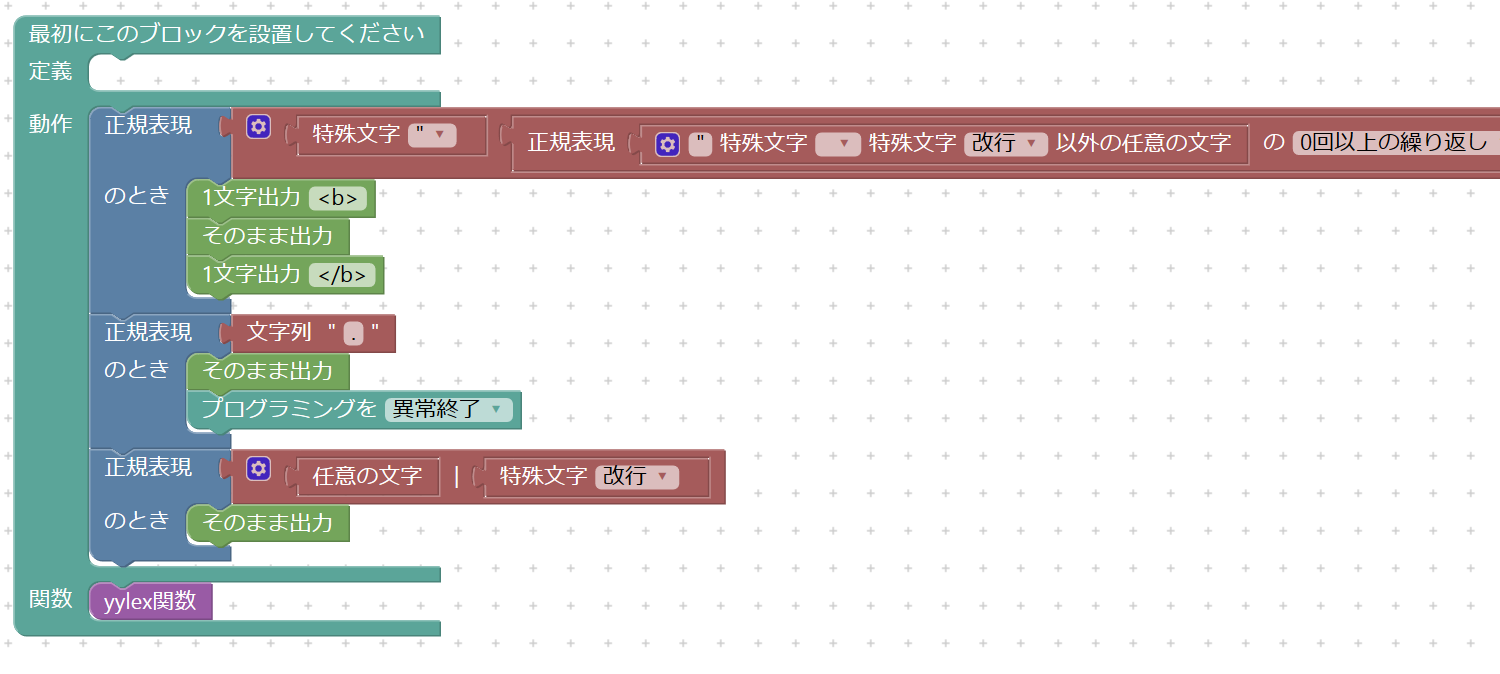 最初にこのブロックを設置してください
定義
動作 正規表現 特殊文字 " 正規表現 " 特殊文字 特殊文字 改行 以外の任意の文字 の 0回以上の繰り返し
のとき 1文字出力 <b>
そのまま出力
1文字出力 </b>
正規表現 文字列 " . "
のとき そのまま出力
プログラミングを 異常終了
正規表現 任意の文字 | 特殊文字 改行
のとき そのまま出力
関数 yylex関数